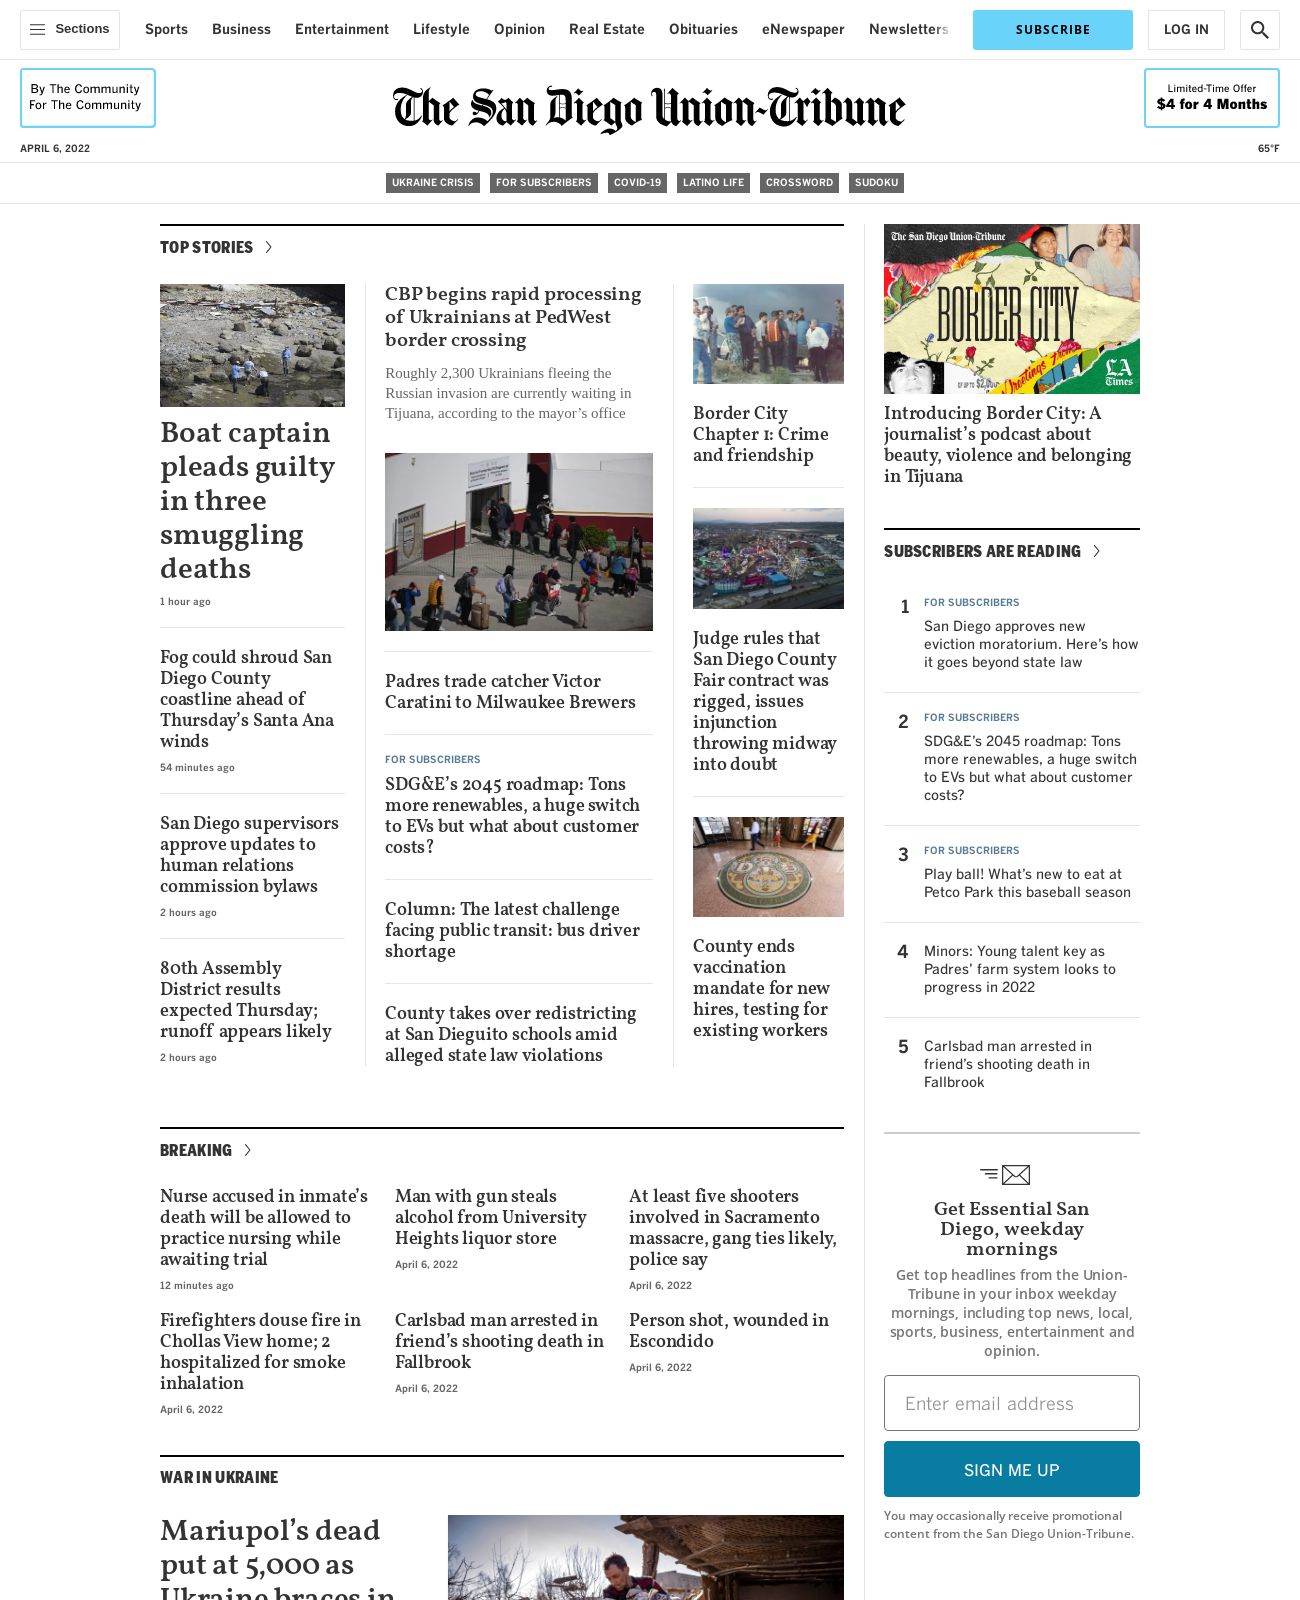 Sections
Sports
Business
Entertainment
Lifestyle
Opinion
Real Estate
Obituaries
eNewspaper
Newsletters
SUBSCRIBE
LOG IN
By The Community
For The Community
The San Diego Union-Tribune
Limited-Time Offer
$4 for 4 Months
APRIL 6, 2022
65°F
UKRAINE CRISIS
FOR SUBSCRIBERS
COVID-19
LATINO LIFE
CROSSWORD
SUDOKU
TOP STORIES
Boat captain
pleads guilty
in three
smuggling
deaths
1 hour ago
Fog could shroud San
Diego County
coastline ahead of
Thursday’s Santa Ana
winds
54 minutes ago
San Diego supervisors
approve updates to
human relations
commission bylaws
2 hours ago
80th Assembly
District results
expected Thursday;
runoff appears likely
2 hours ago
CBP begins rapid processing
of Ukrainians at PedWest
border crossing
Roughly 2,300 Ukrainians fleeing the
Russian invasion are currently waiting in
Tijuana, according to the mayor’s office
Padres trade catcher Victor
Caratini to Milwaukee Brewers
FOR SUBSCRIBERS
SDG&E’s 2045 roadmap: Tons
more renewables, a huge switch
to EVs but what about customer
costs?
Column: The latest challenge
facing public transit: bus driver
shortage
County takes over redistricting
at San Dieguito schools amid
alleged state law violations
Border City
Chapter 1: Crime
and friendship
Judge rules that
San Diego County
Fair contract was
rigged, issues
injunction
throwing midway
into doubt
County ends
vaccination
mandate for new
hires, testing for
existing workers
The San Diego Union-Tribune
BORDER CITY
Greetings from
LA
Times
Introducing Border City: A
journalist’s podcast about
beauty, violence and belonging
in Tijuana
SUBSCRIBERS ARE READING
1
FOR SUBSCRIBERS
San Diego approves new
eviction moratorium. Here’s how
it goes beyond state law
2
FOR SUBSCRIBERS
SDG&E’s 2045 roadmap: Tons
more renewables, a huge switch
to EVs but what about customer
costs?
3
FOR SUBSCRIBERS
Play ball! What’s new to eat at
Petco Park this baseball season
4
Minors: Young talent key as
Padres’ farm system looks to
progress in 2022
5
Carlsbad man arrested in
friend’s shooting death in
Fallbrook
BREAKING
Nurse accused in inmate’s
death will be allowed to
practice nursing while
awaiting trial
12 minutes ago
Man with gun steals
alcohol from University
Heights liquor store
April 6, 2022
At least five shooters
involved in Sacramento
massacre, gang ties likely,
police say
April 6, 2022
Firefighters douse fire in
Chollas View home; 2
hospitalized for smoke
inhalation
April 6, 2022
Carlsbad man arrested in
friend’s shooting death in
Fallbrook
April 6, 2022
Person shot, wounded in
Escondido
April 6, 2022
Get Essential San
Diego, weekday
mornings
Get top headlines from the Union-
Tribune in your inbox weekday
mornings, including top news, local,
sports, business, entertainment and
opinion.
Enter email address
SIGN ME UP
You may occasionally receive promotional
content from the San Diego Union-Tribune.
WAR IN UKRAINE
Mariupol’s dead
put at 5,000 as
Ukraine braces in